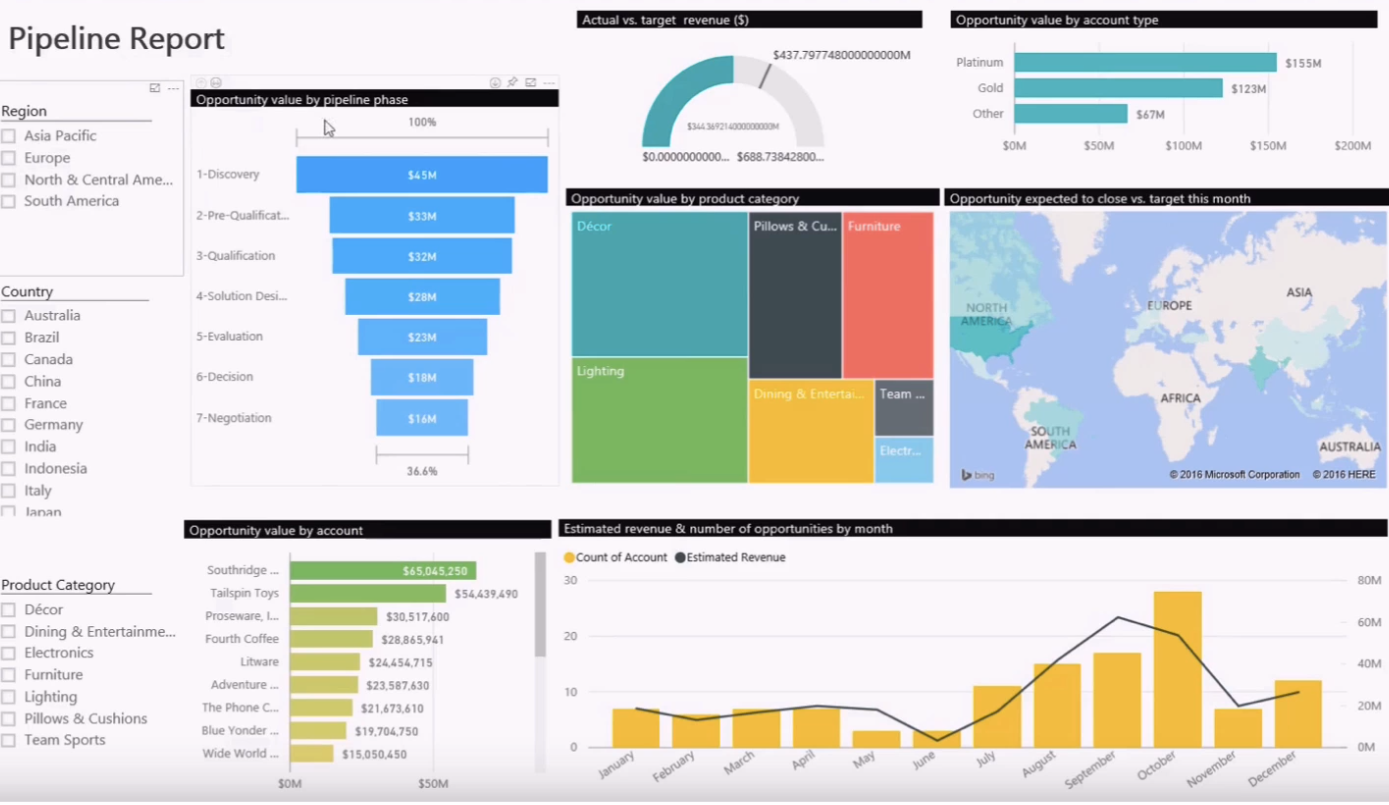 Pipeline Report
Region
Asia Pacific
Europe
North & Central Ame...
South America
Country
Australia
Brazil
Canada
China
France
Germany
India
Indonesia
Italy
Japan
Product Category
Décor
Dining & Entertainme...
Electronics
Furniture
Lighting
Pillows & Cushions
Team Sports
Opportunity value by pipeline phase
100%
1-Discovery $45M
2-Pre-Qualificat... $33M
3-Qualification $32M
4-Solution Desi... $28M
5-Evaluation $23M
6-Decision $18M
7-Negotiation $16M
36.6%
Actual vs. target revenue ($)
$437.797748000000000M
$344.369214000000000M
$0.0000000000... $688.73842800...
Opportunity value by account type
Platinum $155M
Gold $123M
Other $67M
$0M $50M $100M $150M $200M
Opportunity value by product category
Décor
Pillows & Cu...
Furniture
Lighting
Dining & Entertai...
Team ...
Electr...
Opportunity expected to close vs. target this month
NORTH
AMERICA
EUROPE
ASIA
AFRICA
SOUTH
AMERICA
AUSTRALIA
bing
© 2016 Microsoft Corporation © 2016 HERE
Opportunity value by account
Southridge ... $65,045,250
Tailspin Toys $54,439,490
Proseware, I... $30,517,600
Fourth Coffee $28,865,941
Litware $24,454,715
Adventure ... $23,587,630
The Phone C... $21,673,610
Blue Yonder ... $19,704,750
Wide World ... $15,050,450
$0M $50M
Estimated revenue & number of opportunities by month
Count of Account Estimated Revenue
30 80M
60M
20
40M
10
20M
0 0M
January February March April May June July August September October November December